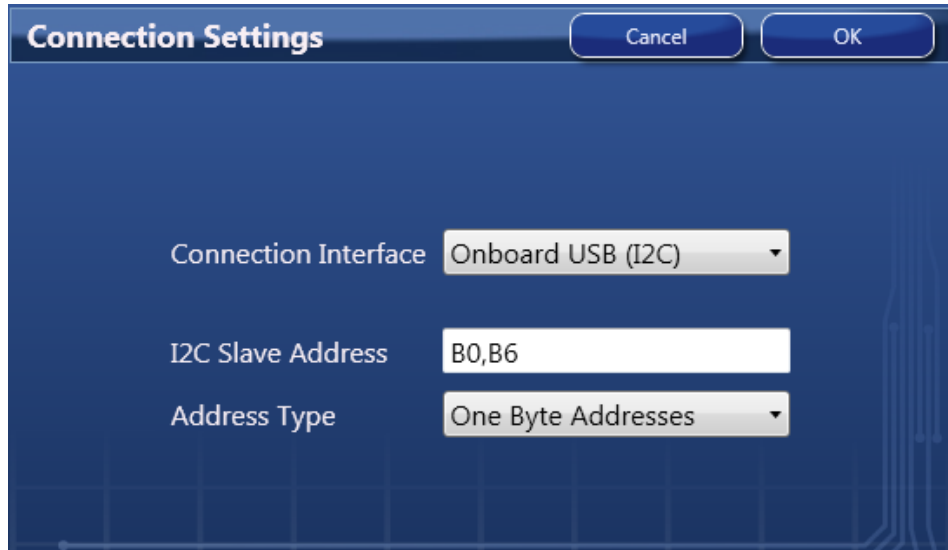 Connection Settings Cancel OK
Connection Interface Onboard USB (I2C)
I2C Slave Address B0,B6
Address Type One Byte Addresses